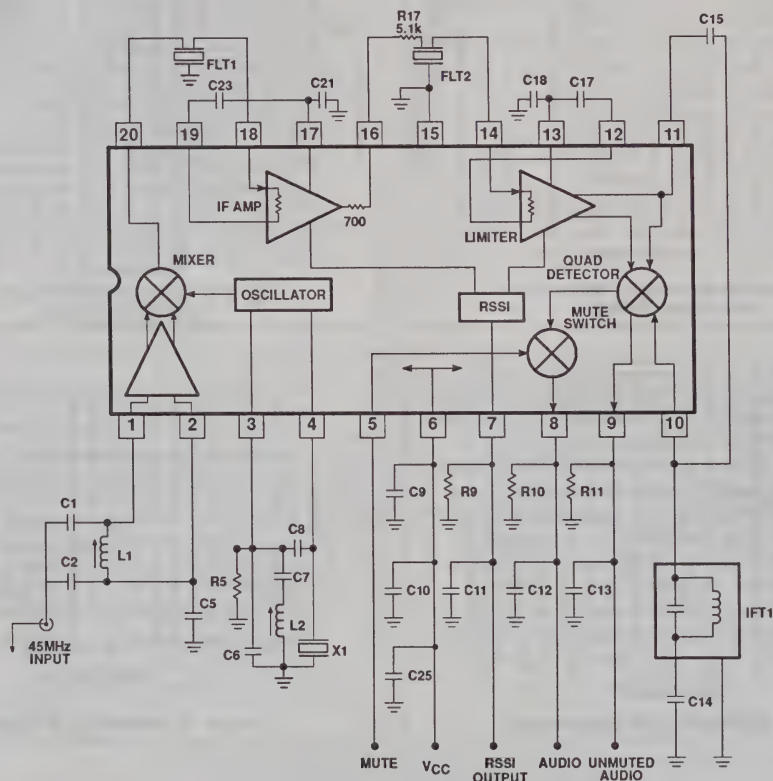 R17
5.1k
C15
FLT1
FLT2
C23
C21
C18
C17
20
19
18
17
16
15
14
13
12
11
IF AMP
700
LIMITER
MIXER
QUAD
DETECTOR
OSCILLATOR
RSSI
MUTE
SWITCH
1
2
3
4
5
6
7
8
9
10
C1
C9
R9
R10
R11
C8
L1
C2
R5
C7
C10
C11
C12
C13
IFT1
C5
L2
45MHz
INPUT
C6
X1
C25
C14
MUTE
VCC
RSSI
OUTPUT
AUDIO
UNMUTED
AUDIO